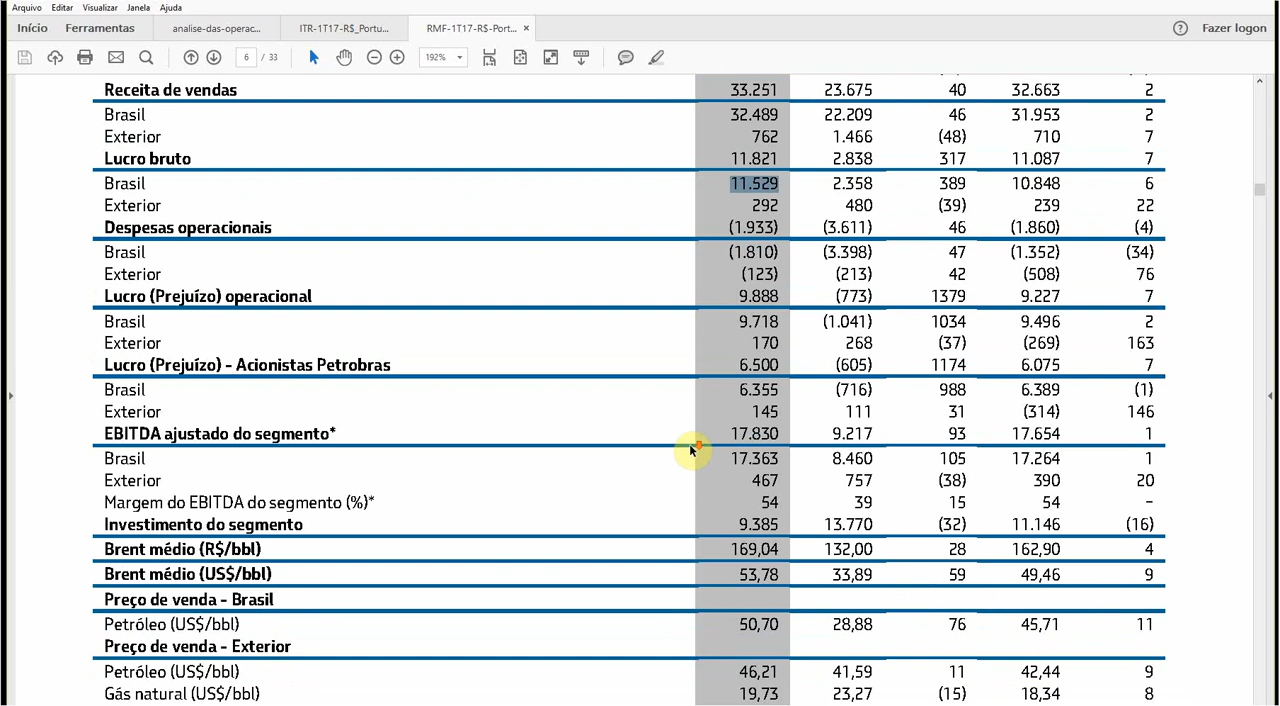 Arquivo Editar Visualizar Janela Ajuda
Início Ferramentas analise-das-operac... ITR-1T17-R$_Portu... RMF-1T17-R$-Port... × ? Fazer logon
6 / 33 192%
Receita de vendas 33.251 23.675 40 32.663 2
Brasil 32.489 22.209 46 31.953 2
Exterior 762 1.466 (48) 710 7
Lucro bruto 11.821 2.838 317 11.087 7
Brasil 11.529 2.358 389 10.848 6
Exterior 292 480 (39) 239 22
Despesas operacionais (1.933) (3.611) 46 (1.860) (4)
Brasil (1.810) (3.398) 47 (1.352) (34)
Exterior (123) (213) 42 (508) 76
Lucro (Prejuízo) operacional 9.888 (773) 1379 9.227 7
Brasil 9.718 (1.041) 1034 9.496 2
Exterior 170 268 (37) (269) 163
Lucro (Prejuízo) - Acionistas Petrobras 6.500 (605) 1174 6.075 7
Brasil 6.355 (716) 988 6.389 (1)
Exterior 145 111 31 (314) 146
EBITDA ajustado do segmento* 17.830 9.217 93 17.654 1
Brasil 17.363 8.460 105 17.264 1
Exterior 467 757 (38) 390 20
Margem do EBITDA do segmento (%)* 54 39 15 54 –
Investimento do segmento 9.385 13.770 (32) 11.146 (16)
Brent médio (R$/bbl) 169,04 132,00 28 162,90 4
Brent médio (US$/bbl) 53,78 33,89 59 49,46 9
Preço de venda - Brasil
Petróleo (US$/bbl) 50,70 28,88 76 45,71 11
Preço de venda - Exterior
Petróleo (US$/bbl) 46,21 41,59 11 42,44 9
Gás natural (US$/bbl) 19,73 23,27 (15) 18,34 8